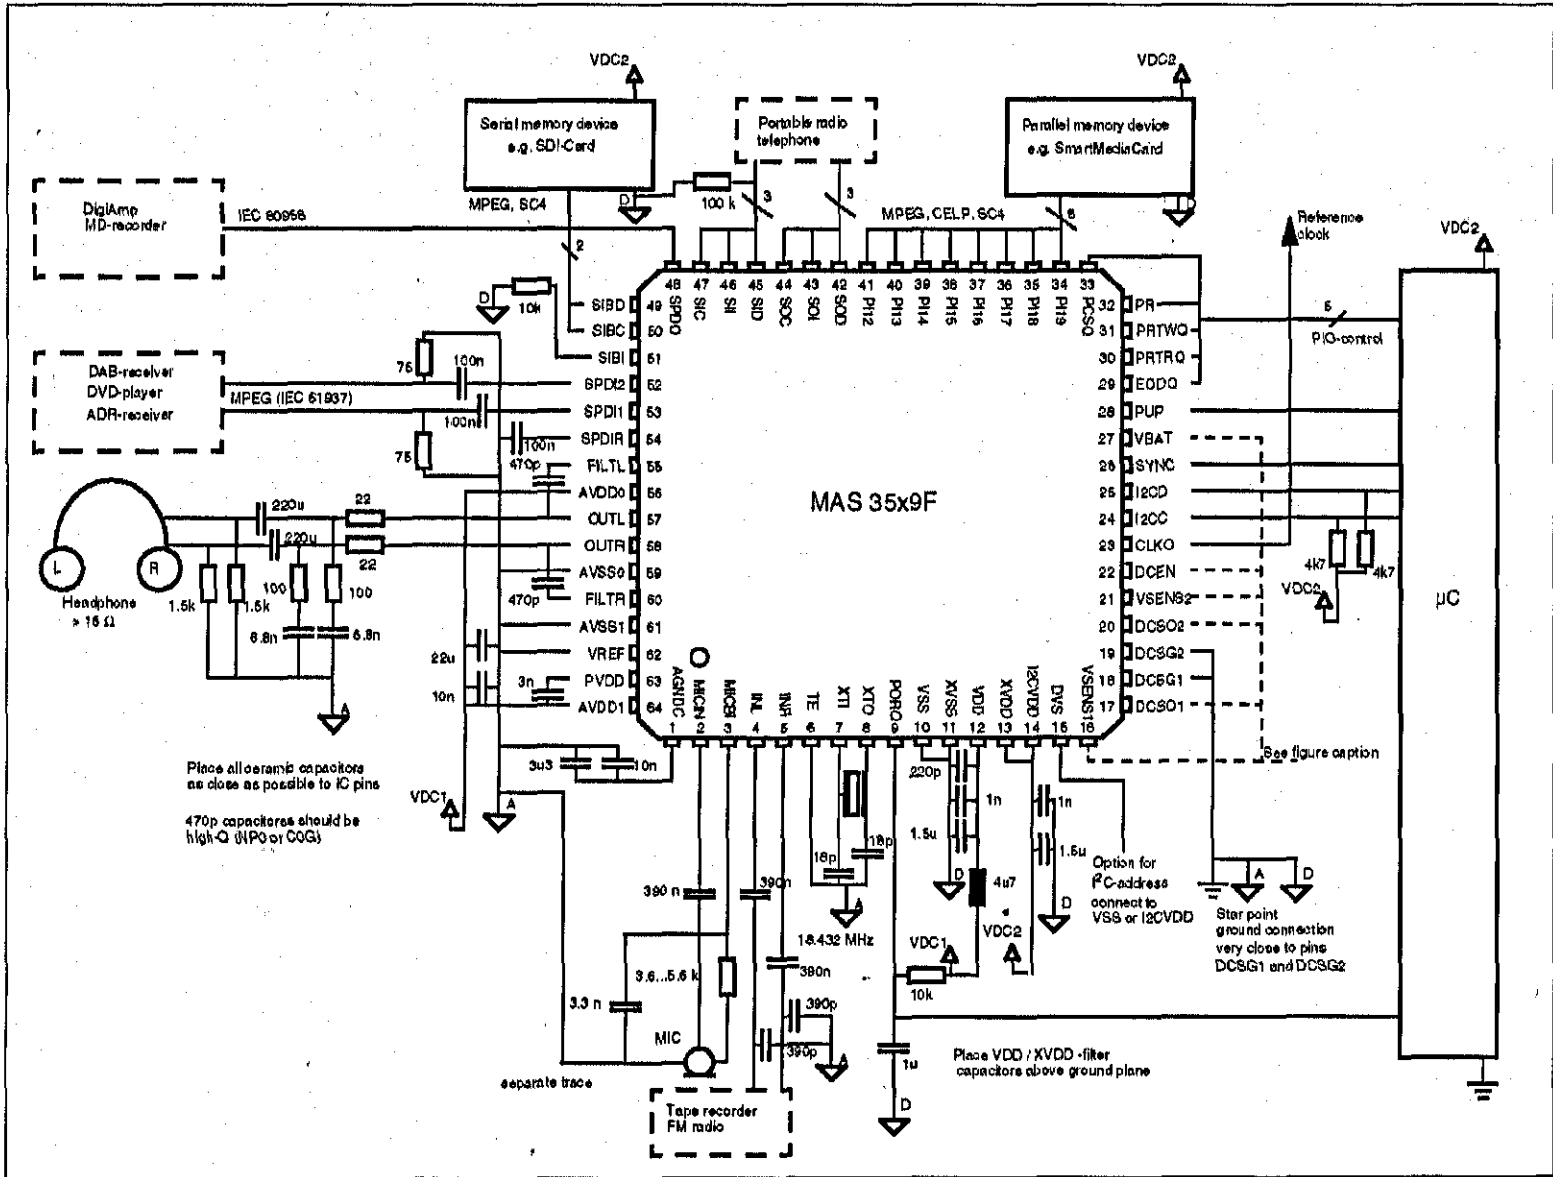 VDC2
VDC2
Serial memory device
e.g. SDI-Card
Portable radio
telephone
Parallel memory device
e.g. SmartMediaCard
DigiAmp
MD-recorder
IEC 60958
MPEG, SC4
D
100 k
3
3
MPEG, CELP, SC4
D
Reference
clock
VDC2
2
48 47 46 45 44 43 42 41 40 39 38 37 36 35 34 33
SPDO SIC SII SID SOC SOI SOD PI12 PI13 PI14 PI15 PI16 PI17 PI18 PI19 PCSQ
D
10k
SIBD 49
SIBC 50
SIBI 51
SPDI2 52
SPDI1 53
SPDIR 54
FILTL 55
AVDD0 56
OUTL 57
OUTR 58
AVSS0 59
FILTR 60
AVSS1 61
VREF 62
PVDD 63
AVDD1 64
32 PR
31 PRTWQ
30 PRTRQ
29 EODQ
28 PUP
27 VBAT
26 SYNC
25 I2CD
24 I2CC
23 CLKO
22 DCEN
21 VSENS2
20 DCSO2
19 DCSG2
18 DCSG1
17 DCSO1
PIO-control
DAB-receiver
DVD-player
ADR-receiver
MPEG (IEC 61937)
75
100n
100n
75
100n
470p
MAS 35x9F
220u
22
220u
22
L
R
Headphone
> 16 Ω
1.5k
1.5k
100
100
6.8n
6.8n
470p
A
22u
3n
10n
4k7
4k7
VDC2
µC
AGNDC MICIN MICBI INL INR TE XTI XTO PORQ VSS XVSS VDD XVDD I2CVDD DVS VSENS1
1 2 3 4 5 6 7 8 9 10 11 12 13 14 15 16
See figure caption
Place all ceramic capacitors
as close as possible to IC pins
470p capacitores should be
high-Q (NP0 or C0G)
VDC1
A
3u3
10n
220p
1n
1.5u
1n
1.5u
18p
18p
A
18.432 MHz
D
4u7
D
VDC1
VDC2
Option for
I²C-address
connect to
VSS or I2CVDD
A
D
Star point
ground connection
very close to pins
DCSG1 and DCSG2
390 n
390n
390n
3.6...5.6 k
3.3 n
MIC
390p
390p
A
10k
1u
D
separate trace
Tape recorder
FM radio
Place VDD / XVDD -filter
capacitors above ground plane